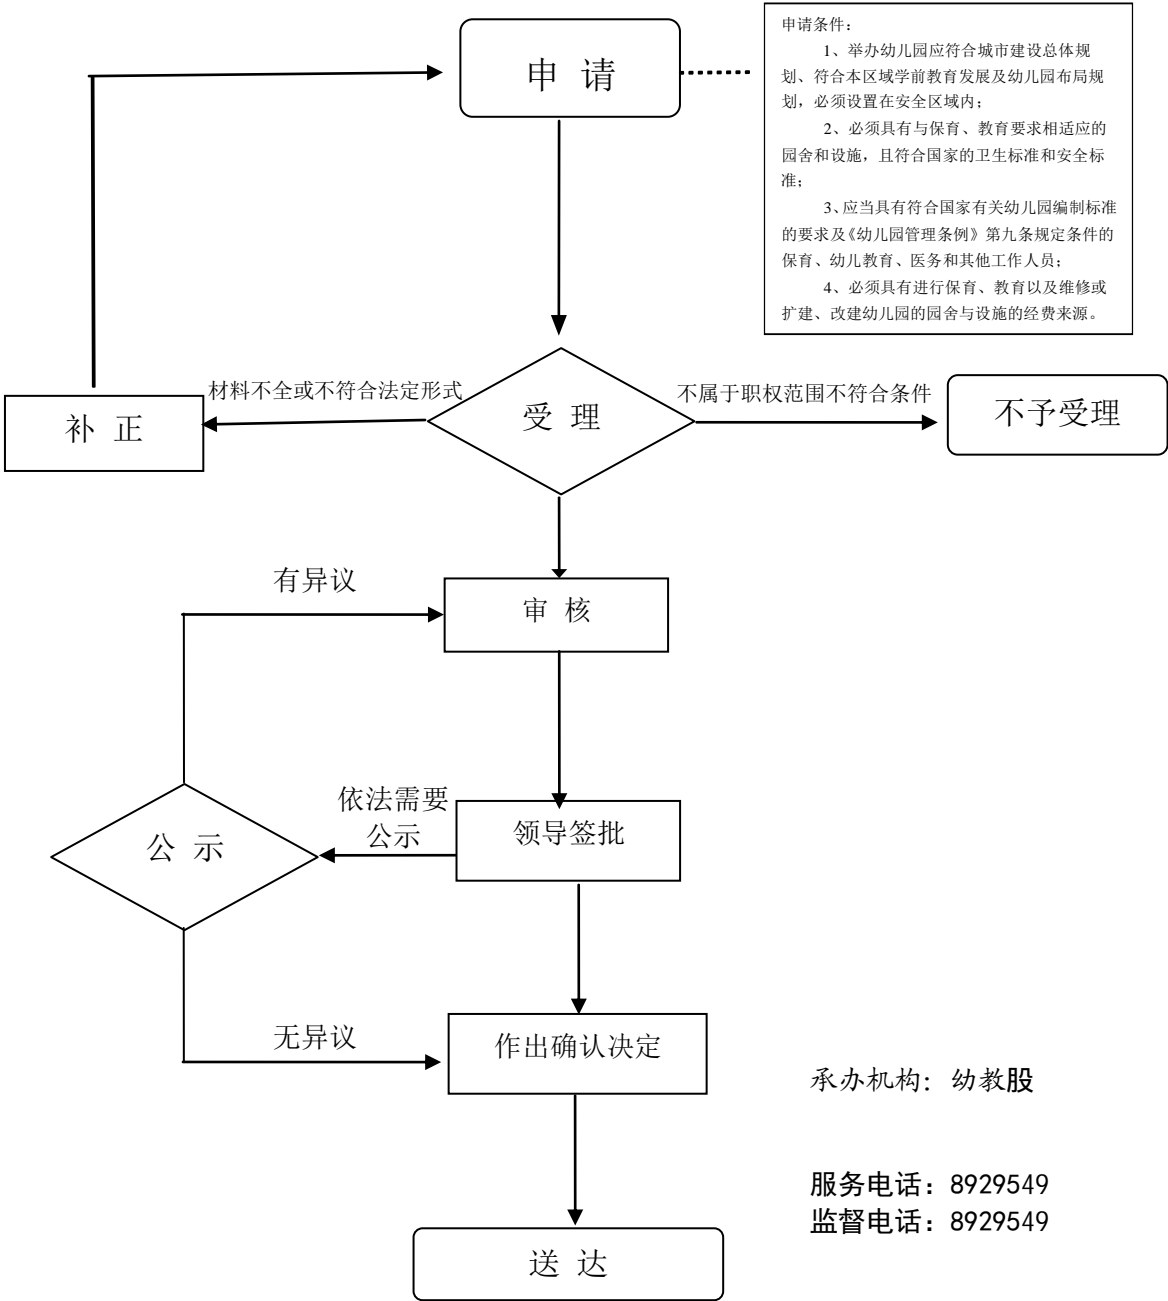 申 请
申请条件：
1、举办幼儿园应符合城市建设总体规
划、符合本区域学前教育发展及幼儿园布局规
划，必须设置在安全区域内；
2、必须具有与保育、教育要求相适应的
园舍和设施，且符合国家的卫生标准和安全标
准；
3、应当具有符合国家有关幼儿园编制标准
的要求及《幼儿园管理条例》第九条规定条件的
保育、幼儿教育、医务和其他工作人员；
4、必须具有进行保育、教育以及维修或
扩建、改建幼儿园的园舍与设施的经费来源。
材料不全或不符合法定形式
不属于职权范围不符合条件
补 正
受 理
不予受理
有异议
审 核
依法需要
公示
领导签批
公 示
无异议
作出确认决定
承办机构：幼教股
服务电话：8929549
监督电话：8929549
送 达